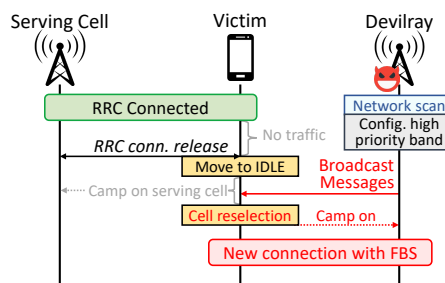 Serving Cell
Victim
Devilray
RRC Connected
Network scan
Config. high
priority band
No traffic
RRC conn. release
Move to IDLE
Broadcast
Messages
Camp on serving cell
Cell reselection
Camp on
New connection with FBS